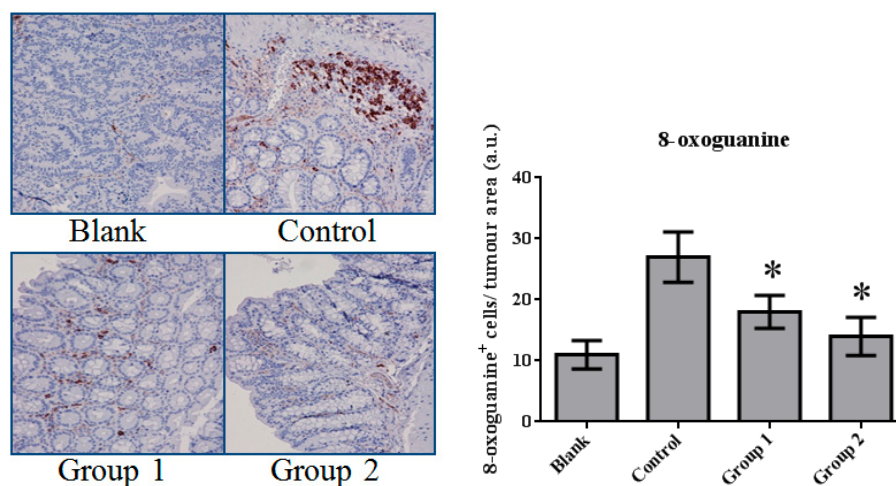 Blank
Control
Group 1
Group 2
8-oxoguanine
8-oxoguanine⁺ cells/ tumour area (a.u.)
40
30
20
10
0
*
*
Blank
Control
Group 1
Group 2